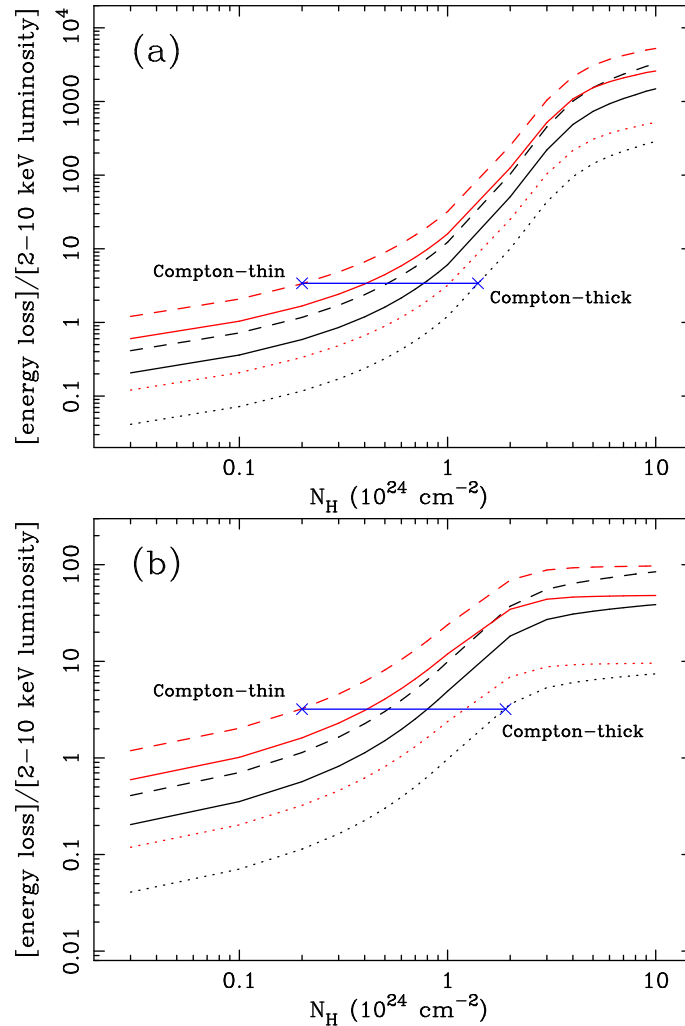 (a)
[energy loss]/[2−10 keV luminosity]
10⁴
1000
100
10
1
0.1
Compton−thin
Compton−thick
0.1 1 10
N_H (10²⁴ cm⁻²)
(b)
[energy loss]/[2−10 keV luminosity]
100
10
1
0.1
0.01
Compton−thin
Compton−thick
0.1 1 10
N_H (10²⁴ cm⁻²)